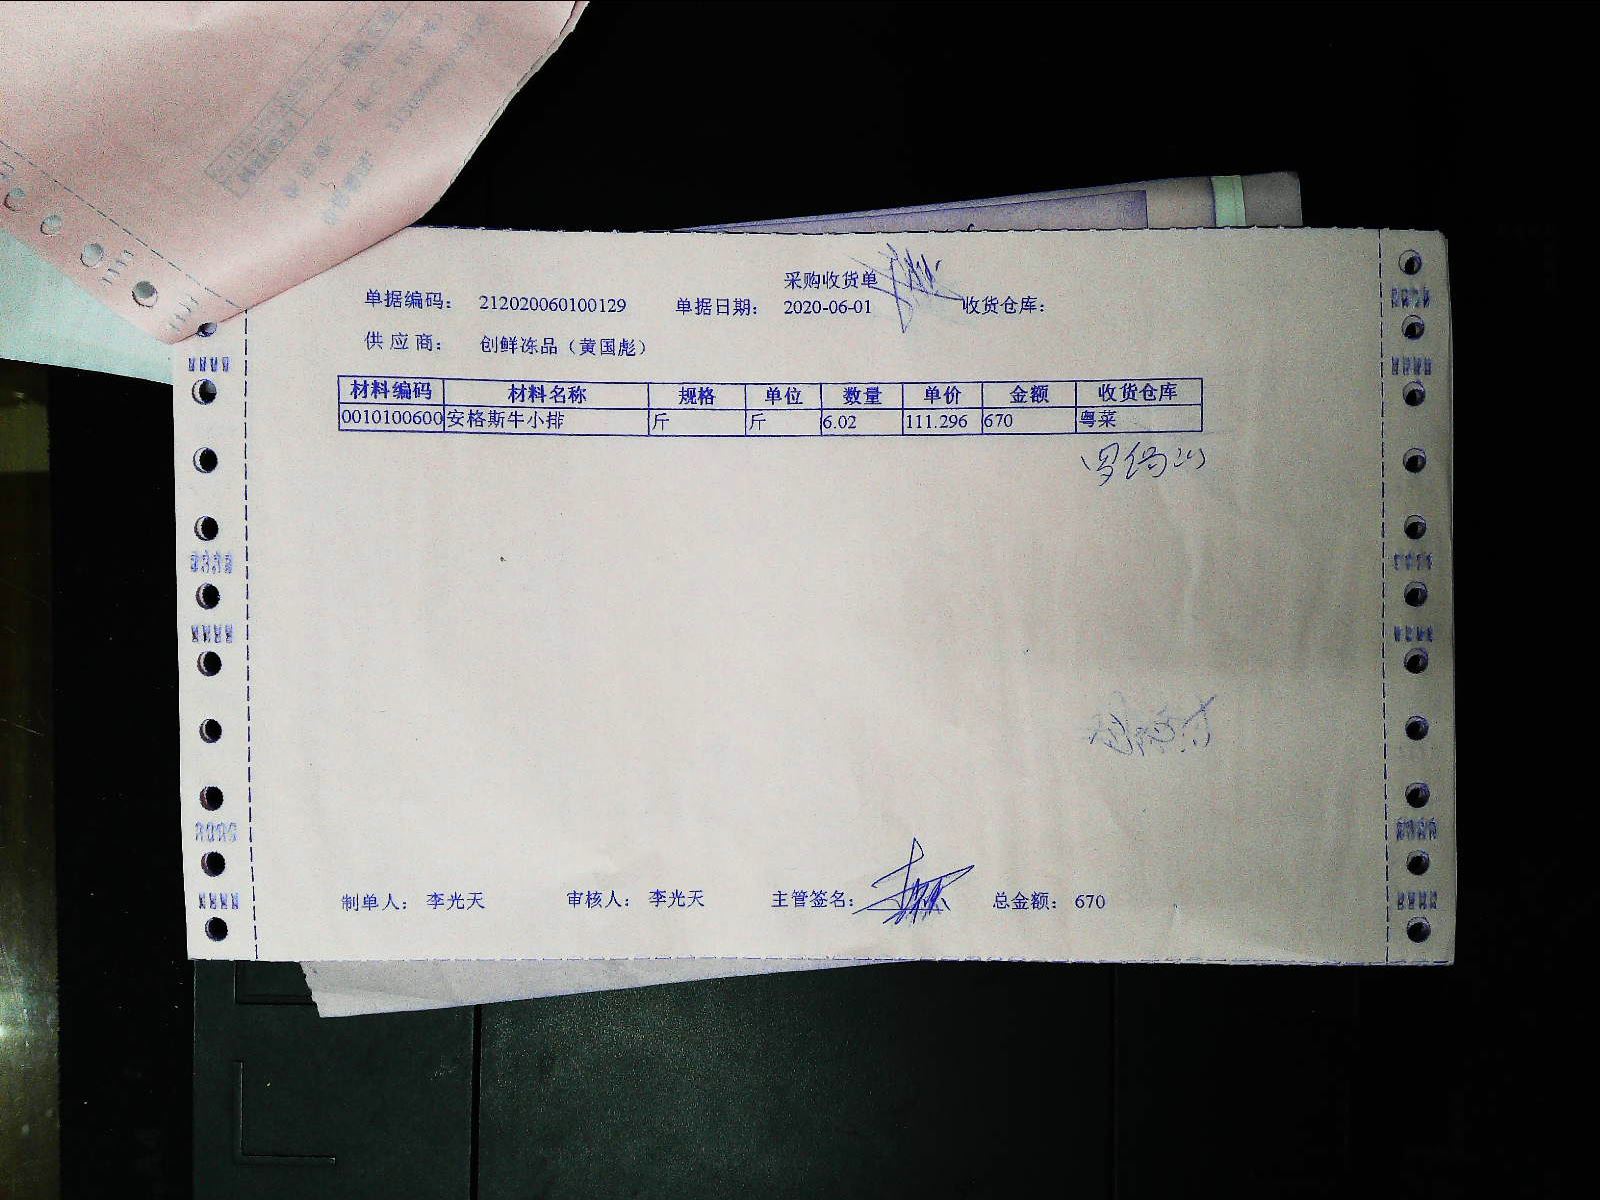 采购收货单
单据编码： 212020060100129 单据日期： 2020-06-01 收货仓库：
供应商： 创鲜冻品（黄国彪）
材料编码 材料名称 规格 单位 数量 单价 金额 收货仓库
0010100600 安格斯牛小排 斤 斤 6.02 111.296 670 粤菜
制单人： 李光天 审核人： 李光天 主管签名： 总金额： 670